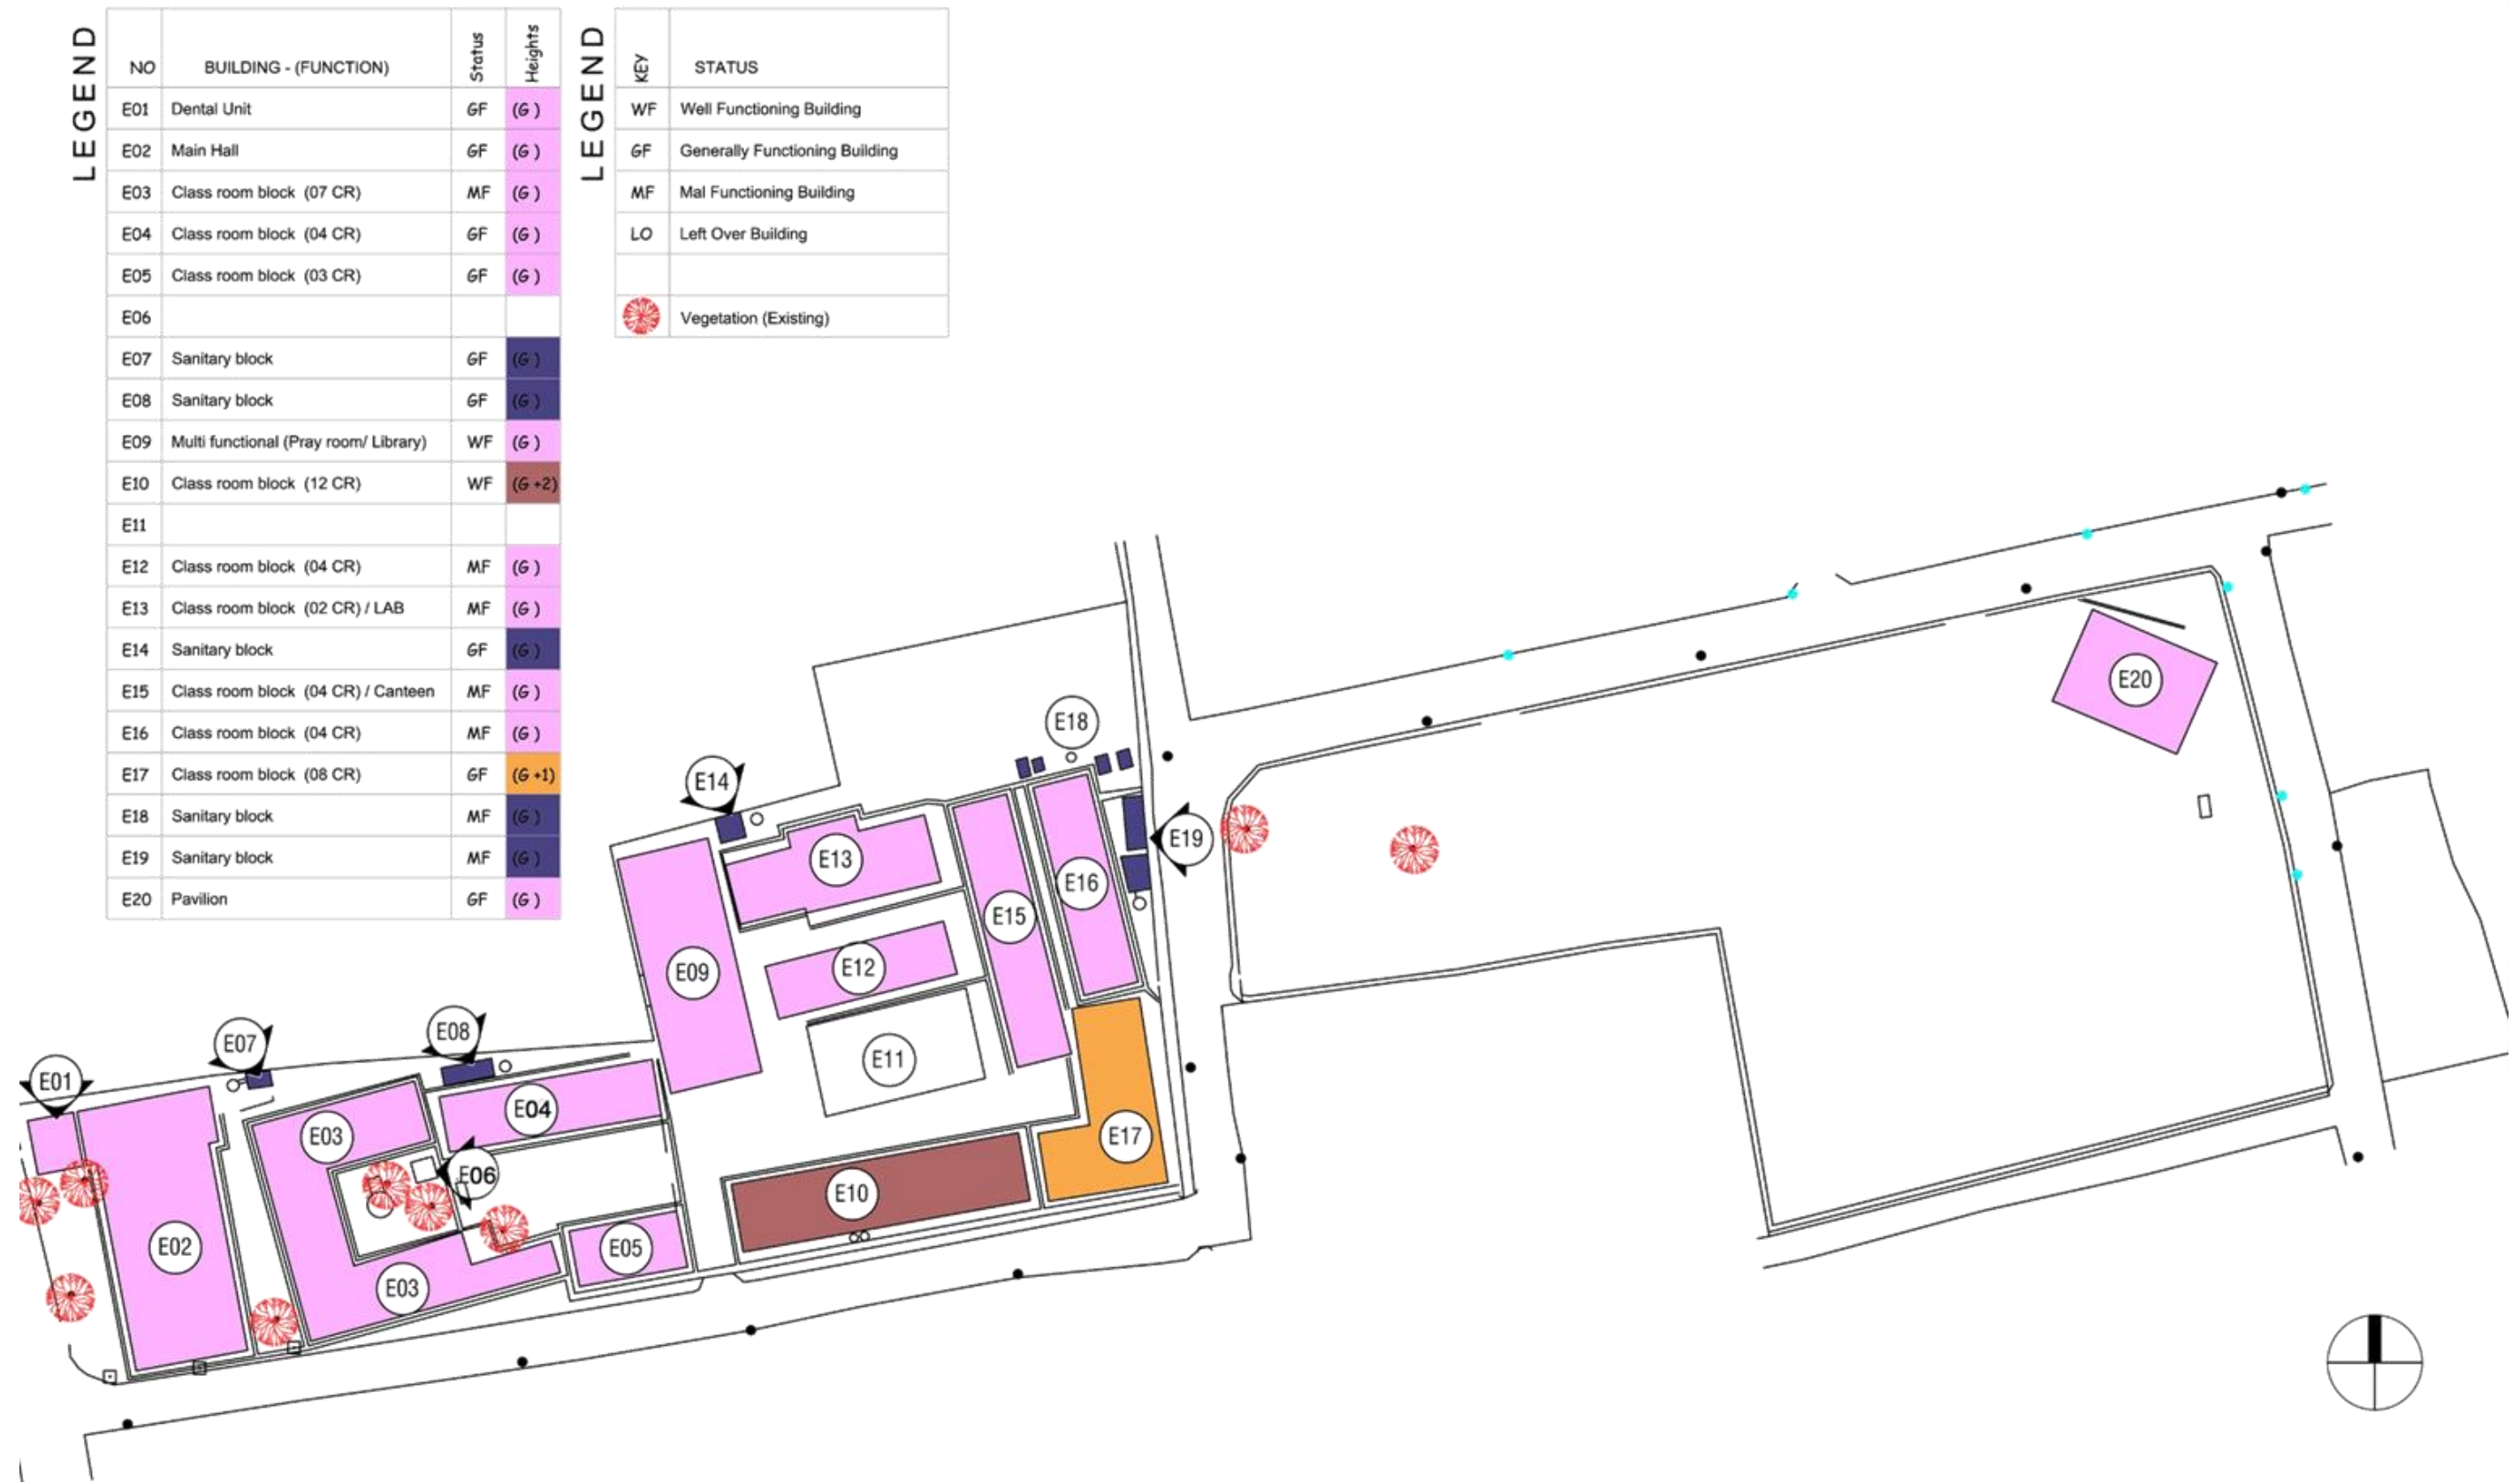 LEGEND
NO BUILDING - (FUNCTION) Status Heights
E01 Dental Unit GF (G )
E02 Main Hall GF (G )
E03 Class room block (07 CR) MF (G )
E04 Class room block (04 CR) GF (G )
E05 Class room block (03 CR) GF (G )
E06
E07 Sanitary block GF (G )
E08 Sanitary block GF (G )
E09 Multi functional (Pray room/ Library) WF (G )
E10 Class room block (12 CR) WF (G +2)
E11
E12 Class room block (04 CR) MF (G )
E13 Class room block (02 CR) / LAB MF (G )
E14 Sanitary block GF (G )
E15 Class room block (04 CR) / Canteen MF (G )
E16 Class room block (04 CR) MF (G )
E17 Class room block (08 CR) GF (G +1)
E18 Sanitary block MF (G )
E19 Sanitary block MF (G )
E20 Pavilion GF (G )
LEGEND
KEY STATUS
WF Well Functioning Building
GF Generally Functioning Building
MF Mal Functioning Building
LO Left Over Building
Vegetation (Existing)
E20
E18
E14
E19
E13
E16
E15
E12
E09
E11
E08
E07
E01
E04
E03
E17
E06
E10
E02
E05
E03